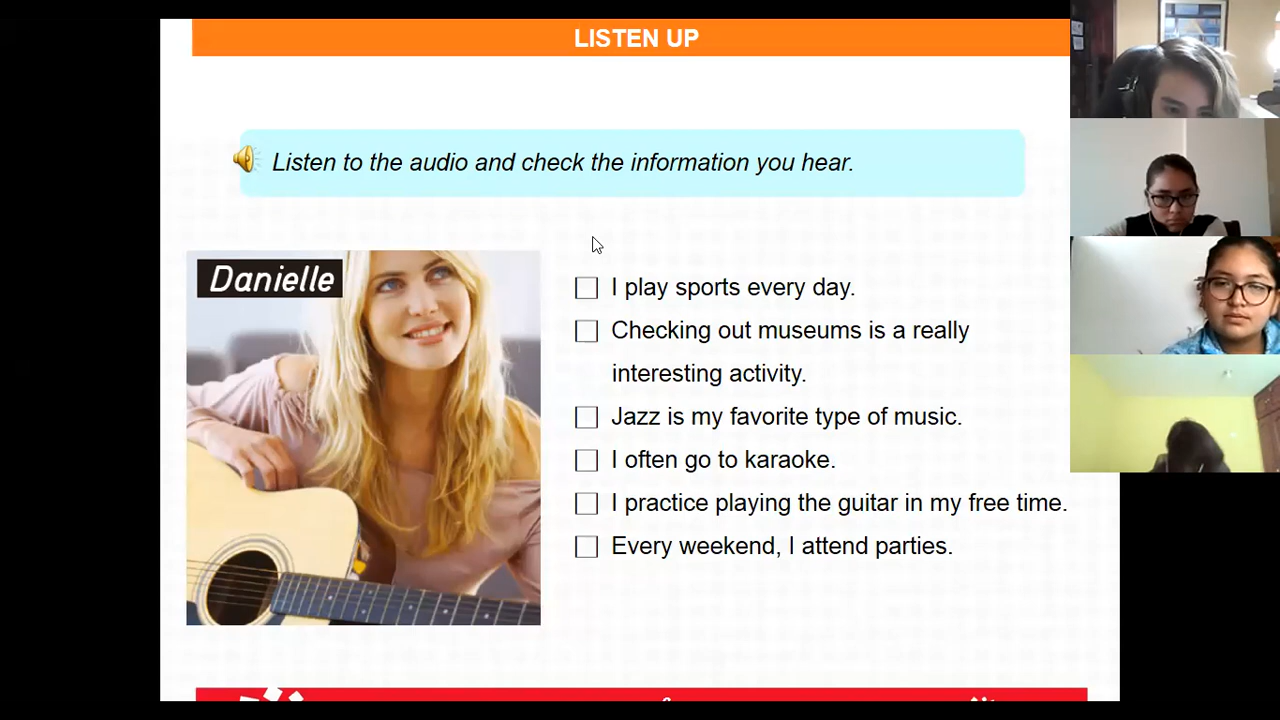 LISTEN UP
Listen to the audio and check the information you hear.
Danielle
I play sports every day.
Checking out museums is a really
interesting activity.
Jazz is my favorite type of music.
I often go to karaoke.
I practice playing the guitar in my free time.
Every weekend, I attend parties.